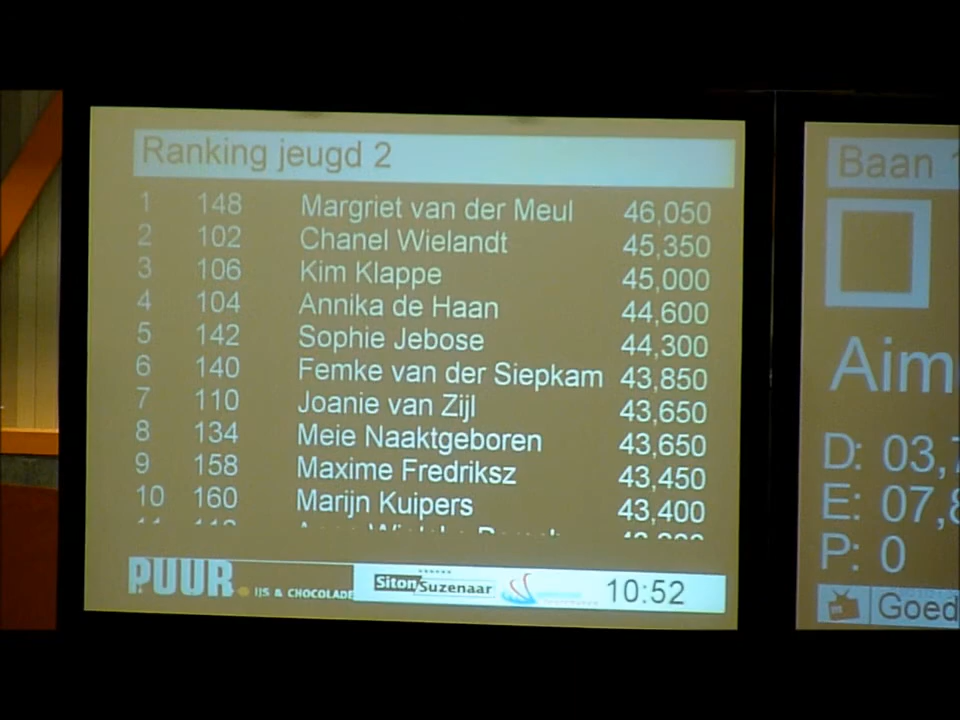 Ranking jeugd 2
1 148 Margriet van der Meul 46,050
2 102 Chanel Wielandt 45,350
3 106 Kim Klappe 45,000
4 104 Annika de Haan 44,600
5 142 Sophie Jebose 44,300
6 140 Femke van der Siepkam 43,850
7 110 Joanie van Zijl 43,650
8 134 Meie Naaktgeboren 43,650
9 158 Maxime Fredriksz 43,450
10 160 Marijn Kuipers 43,400
PUUR IJS & CHOCOLADE Siton Suzenaar 10:52
Baan 1
Aim
D: 03,7
E: 07,8
P: 0
Goed